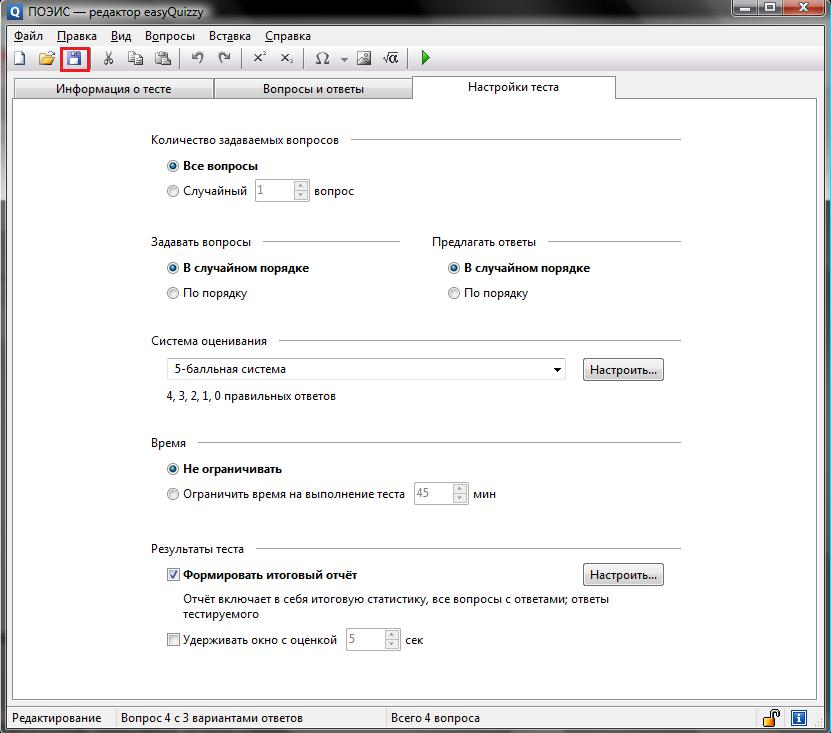 ПОЭИС — редактор easyQuizzy
Файл Правка Вид Вопросы Вставка Справка
Информация о тесте Вопросы и ответы Настройки теста
Количество задаваемых вопросов
Все вопросы
Случайный 1 вопрос
Задавать вопросы Предлагать ответы
В случайном порядке В случайном порядке
По порядку По порядку
Система оценивания
5-балльная система Настроить...
4, 3, 2, 1, 0 правильных ответов
Время
Не ограничивать
Ограничить время на выполнение теста 45 мин
Результаты теста
Формировать итоговый отчёт Настроить...
Отчёт включает в себя итоговую статистику, все вопросы с ответами; ответы
тестируемого
Удерживать окно с оценкой 5 сек
Редактирование Вопрос 4 с 3 вариантами ответов Всего 4 вопроса